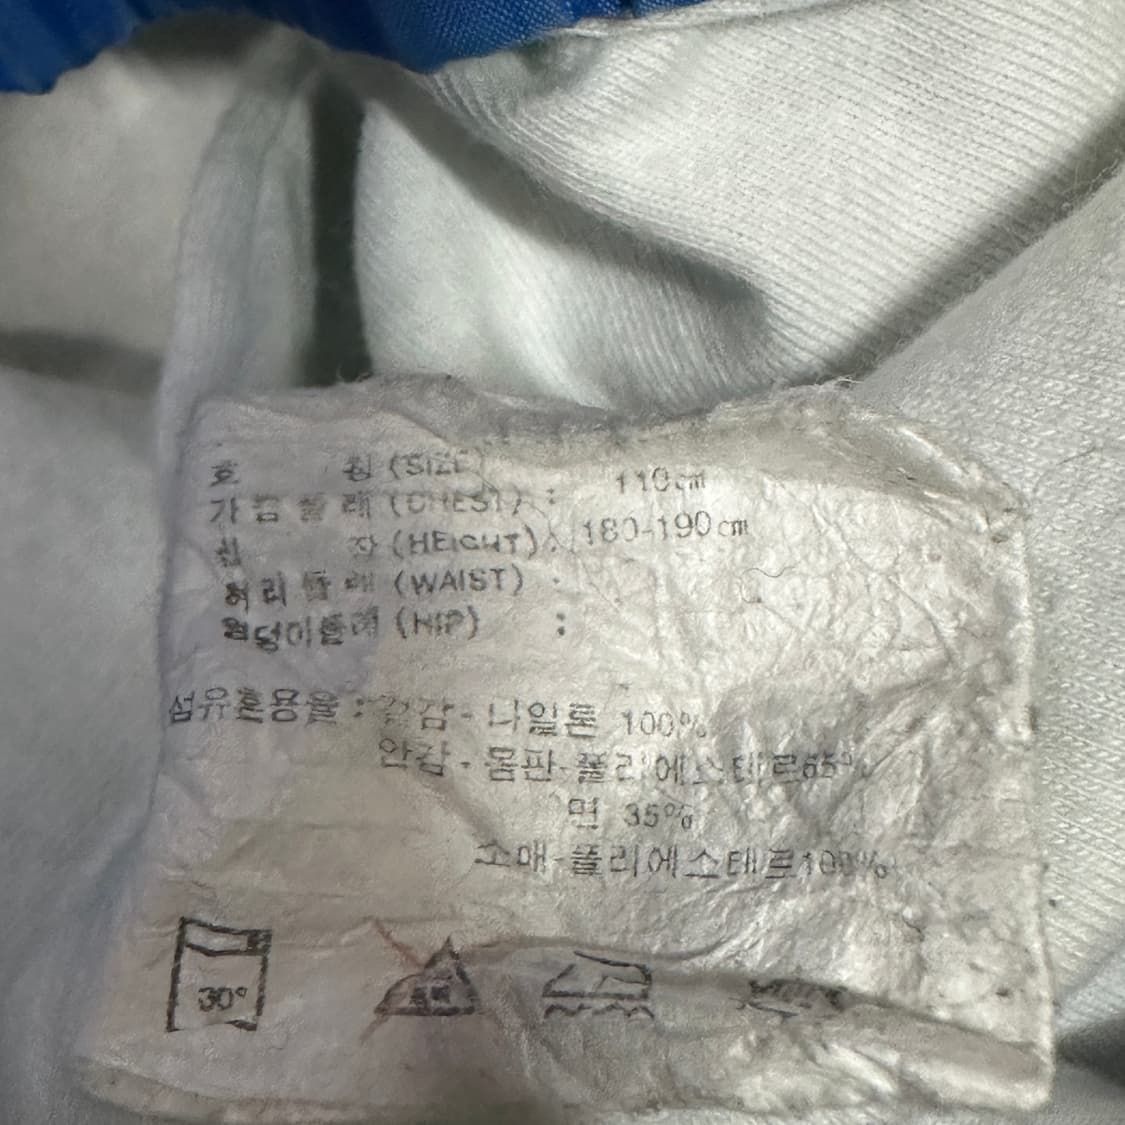 호 칭 (SIZE)
가슴둘레 (CHEST) : 110cm
신 장 (HEIGHT) : 180-190cm
허리둘레 (WAIST) :
엉덩이둘레 (HIP) :
섬유혼용율 : 겉감 - 나일론 100%
안감 - 몸판-폴리에스테르65%
면 35%
소매-폴리에스테르100%
30°